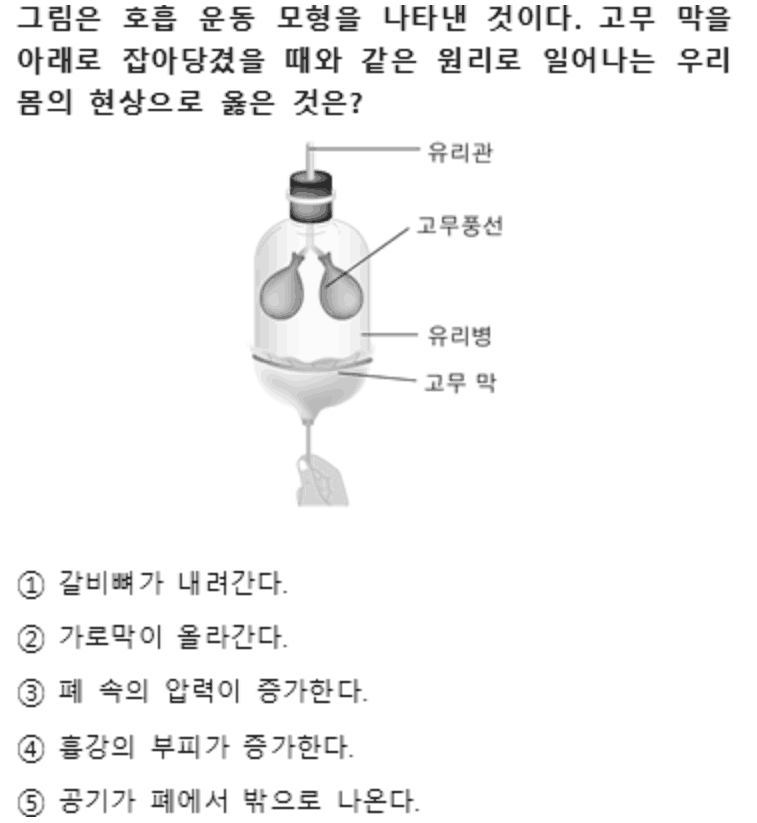 그림은 호흡 운동 모형을 나타낸 것이다. 고무 막을
아래로 잡아당겼을 때와 같은 원리로 일어나는 우리
몸의 현상으로 옳은 것은?
유리관
고무풍선
유리병
고무 막
① 갈비뼈가 내려간다.
② 가로막이 올라간다.
③ 폐 속의 압력이 증가한다.
④ 흉강의 부피가 증가한다.
⑤ 공기가 폐에서 밖으로 나온다.